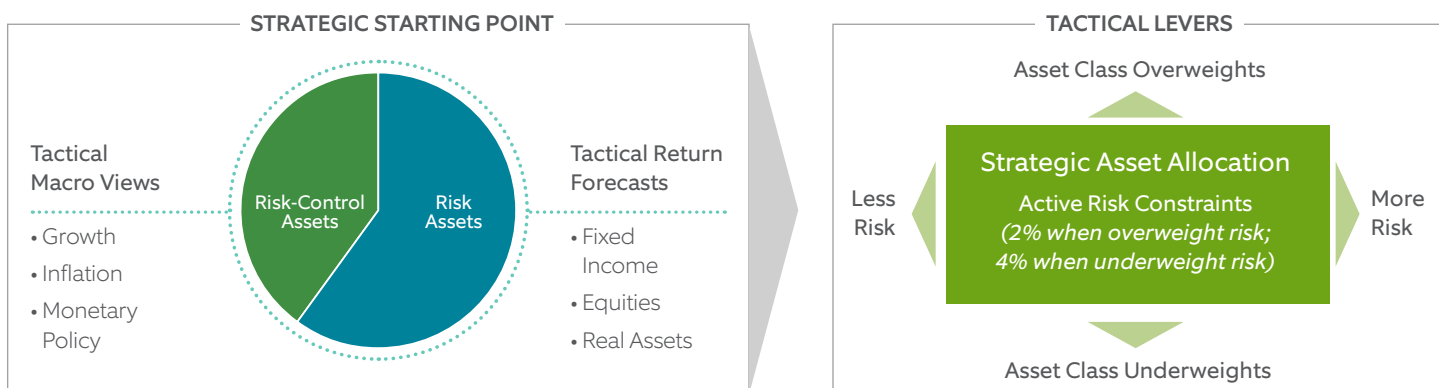 STRATEGIC STARTING POINT
Tactical
Macro Views
• Growth
• Inflation
• Monetary
Policy
Risk-Control
Assets
Risk
Assets
Tactical Return
Forecasts
• Fixed
Income
• Equities
• Real Assets
TACTICAL LEVERS
Asset Class Overweights
Less
Risk
Strategic Asset Allocation
Active Risk Constraints
(2% when overweight risk;
4% when underweight risk)
More
Risk
Asset Class Underweights